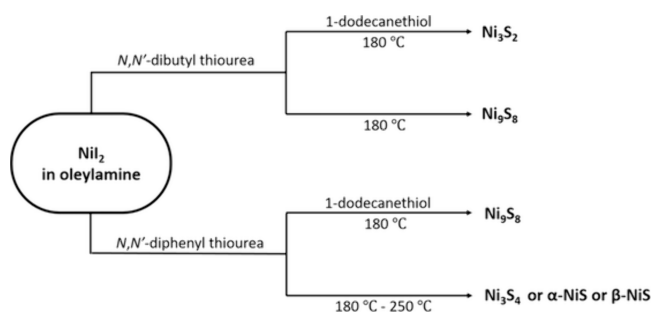 1-dodecanethiol
180 °C
Ni₃S₂
N,N'-dibutyl thiourea
180 °C
Ni₉S₈
NiI₂
in oleylamine
1-dodecanethiol
180 °C
Ni₉S₈
N,N'-diphenyl thiourea
180 °C - 250 °C
Ni₃S₄ or α-NiS or β-NiS